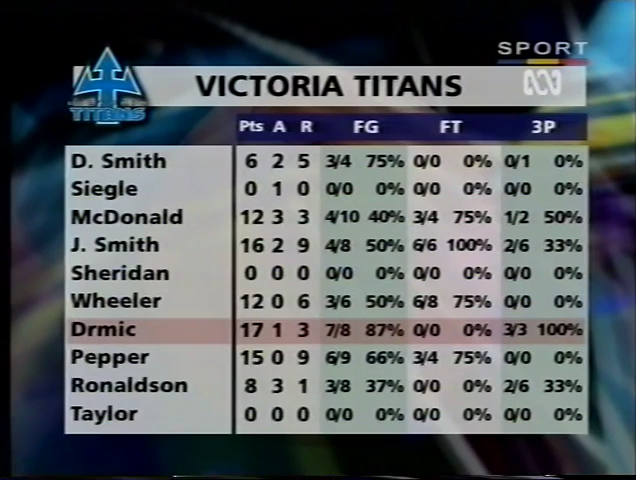 SPORT
VICTORIA TITANS
TITANS
Pts A R FG FT 3P
D. Smith 6 2 5 3/4 75% 0/0 0% 0/1 0%
Siegle 0 1 0 0/0 0% 0/0 0% 0/0 0%
McDonald 12 3 3 4/10 40% 3/4 75% 1/2 50%
J. Smith 16 2 9 4/8 50% 6/6 100% 2/6 33%
Sheridan 0 0 0 0/0 0% 0/0 0% 0/0 0%
Wheeler 12 0 6 3/6 50% 6/8 75% 0/0 0%
Drmic 17 1 3 7/8 87% 0/0 0% 3/3 100%
Pepper 15 0 9 6/9 66% 3/4 75% 0/0 0%
Ronaldson 8 3 1 3/8 37% 0/0 0% 2/6 33%
Taylor 0 0 0 0/0 0% 0/0 0% 0/0 0%